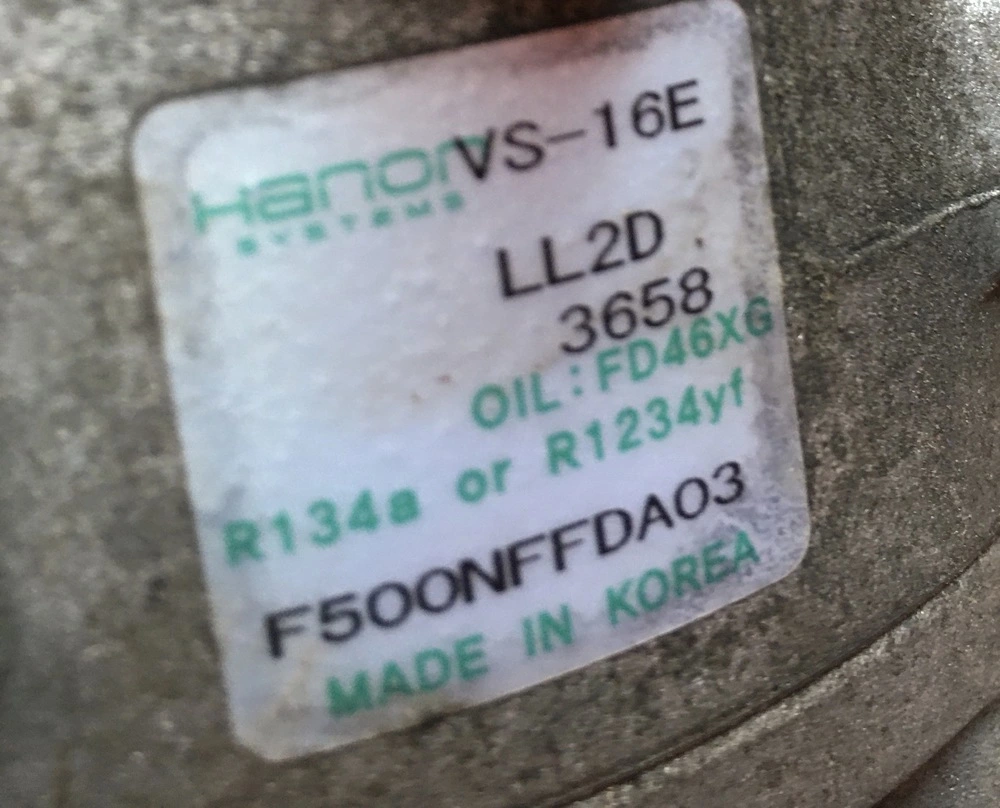 Hanon VS-16E
SYSTEMS
LL2D
3658
OIL:FD46XG
R134a or R1234yf
F500NFFDA03
MADE IN KOREA